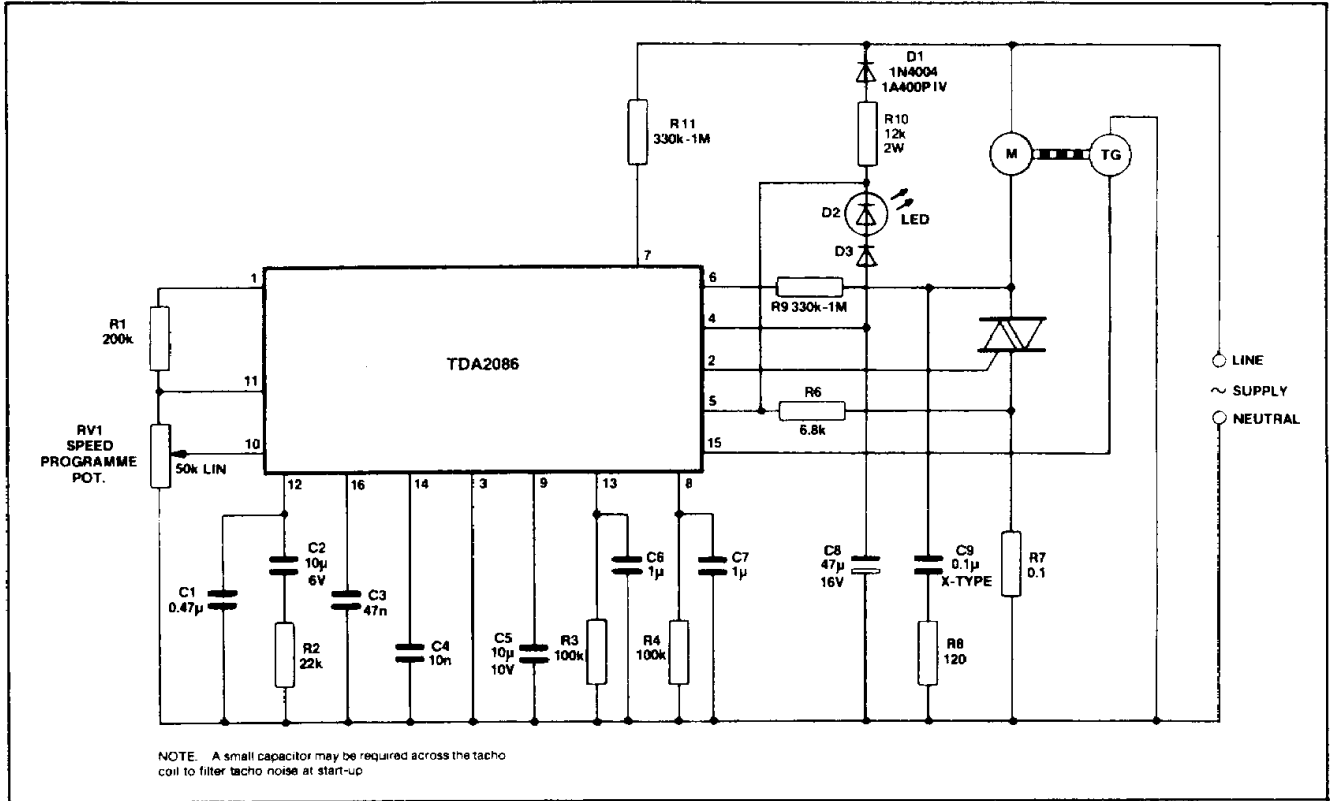 D1
1N4004
1A400PIV
R11
330k-1M
R10
12k
2W
M
TG
D2
LED
D3
7
1
6
R9 330k-1M
4
R1
200k
TDA2086
2
LINE
11
~ SUPPLY
5
R6
6.8k
NEUTRAL
RV1
SPEED
PROGRAMME
POT.
10
50k LIN
15
12
16
14
3
9
13
8
C2
10µ
6V
C1
0.47µ
C3
47n
R2
22k
C4
10n
C5
10µ
10V
R3
100k
C6
1µ
R4
100k
C7
1µ
C8
47µ
16V
C9
0.1µ
X-TYPE
R7
0.1
R8
120
NOTE. A small capacitor may be required across the tacho
coil to filter tacho noise at start-up